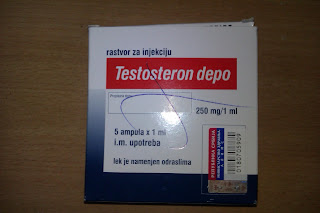 rastvor za injekciju
Testosteron depo
250 mg/1 ml
5 ampula x 1 ml
i.m. upotreba
lek je namenjen odraslima